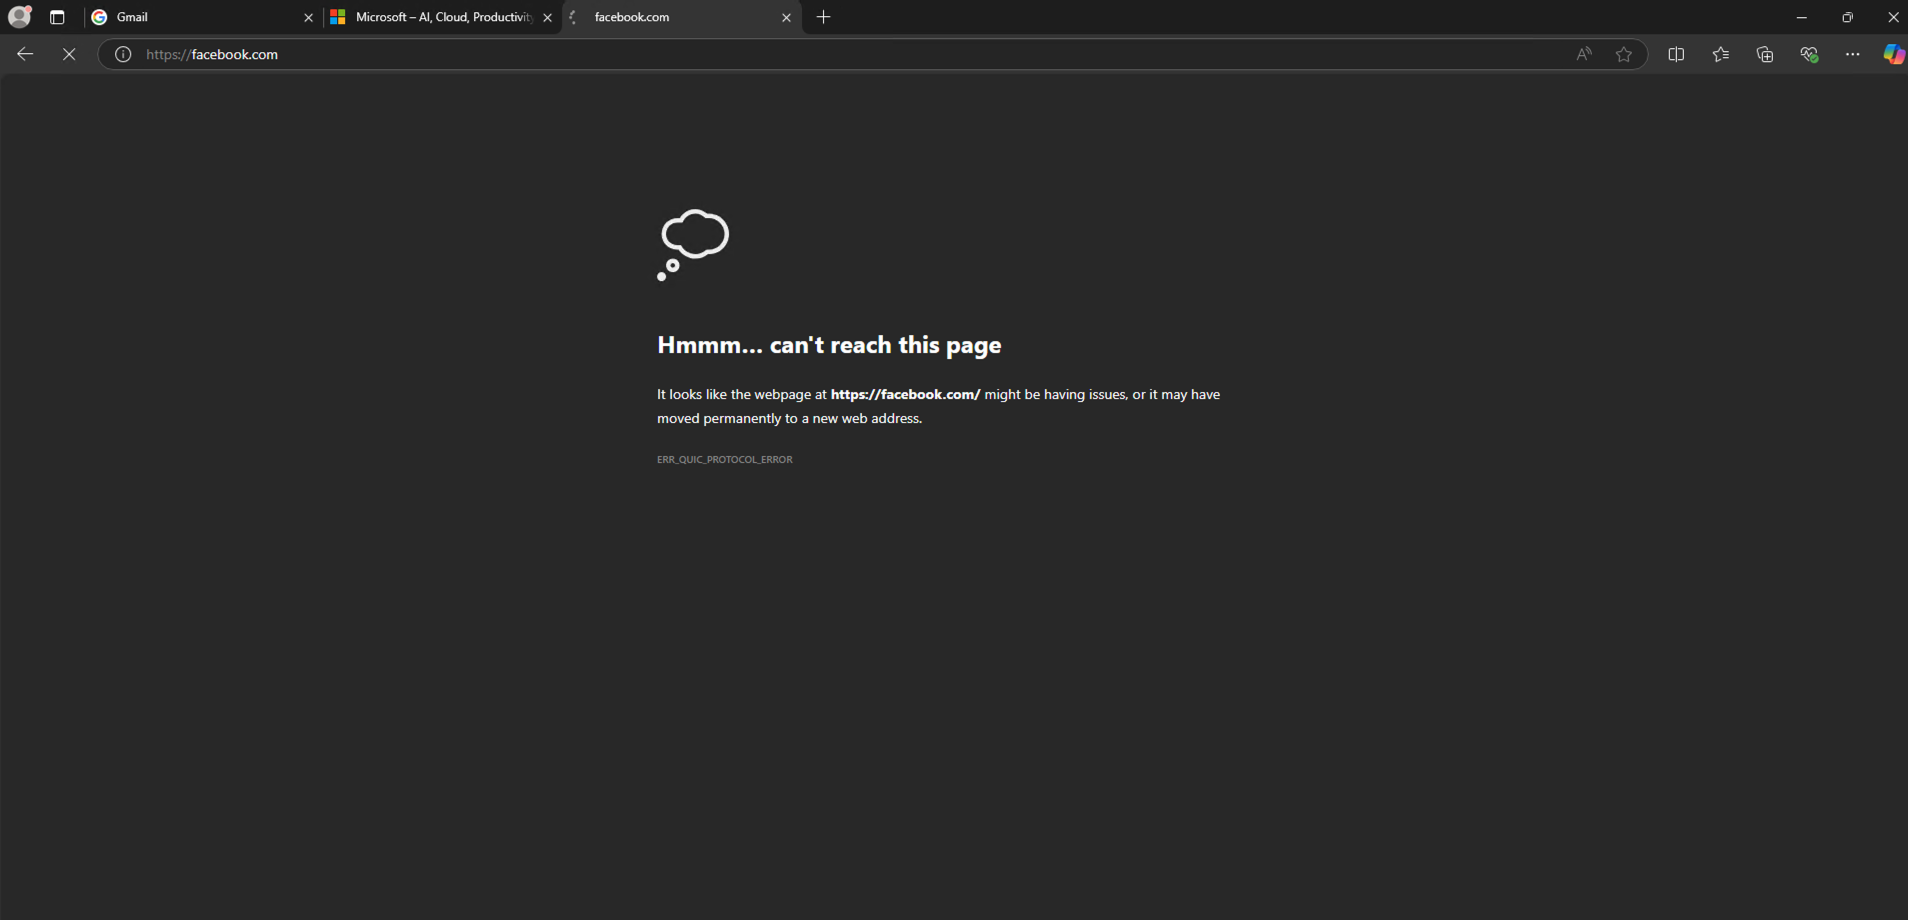 Gmail
Microsoft – AI, Cloud, Productivity
facebook.com
https://facebook.com
Hmmm... can't reach this page
It looks like the webpage at https://facebook.com/ might be having issues, or it may have
moved permanently to a new web address.
ERR_QUIC_PROTOCOL_ERROR